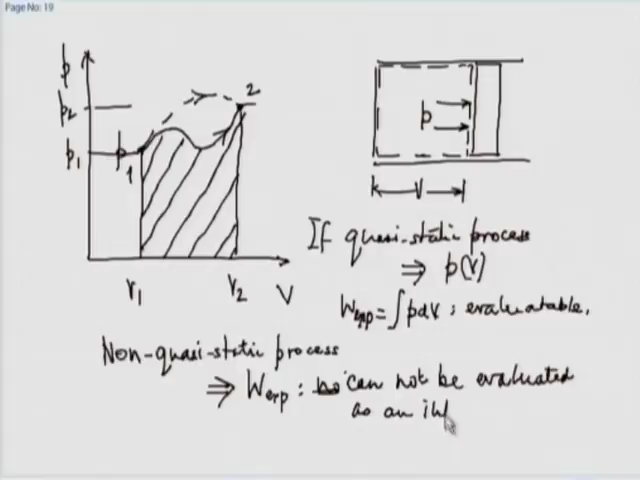 Page No: 19
p
p2
p1
p
1
2
V1
V2
V
p
V
If quasi-static process
⇒ p(V)
Wexp = ∫pdV : evaluatable.
Non-quasi-static process
⇒ Wexp : can not be evaluated
as an